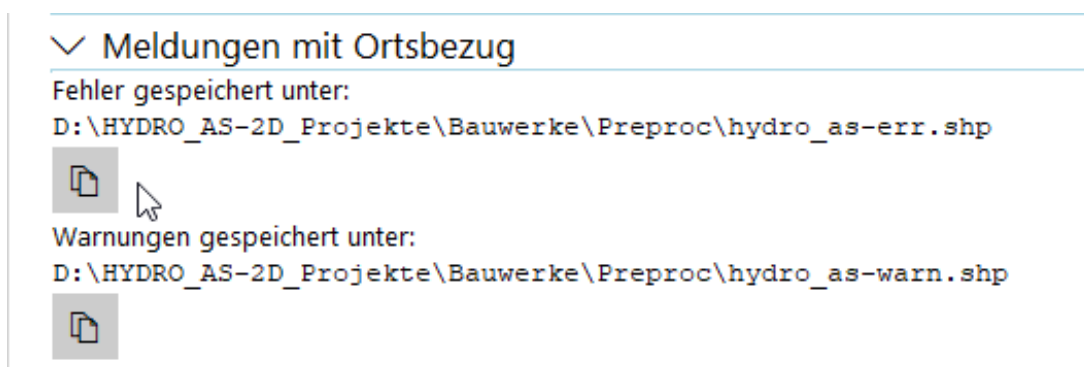 Meldungen mit Ortsbezug
Fehler gespeichert unter:
D:\HYDRO_AS-2D_Projekte\Bauwerke\Preproc\hydro_as-err.shp
Warnungen gespeichert unter:
D:\HYDRO_AS-2D_Projekte\Bauwerke\Preproc\hydro_as-warn.shp